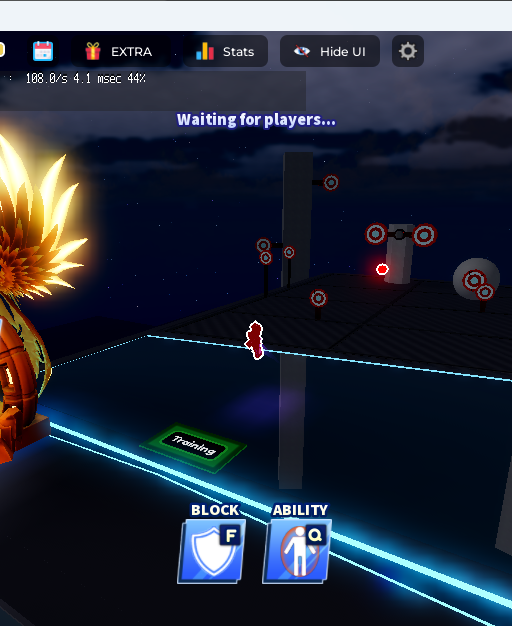 EXTRA
Stats
Hide UI
: 108.0/s 4.1 msec 44%
Waiting for players...
Training
BLOCK
ABILITY
F
Q